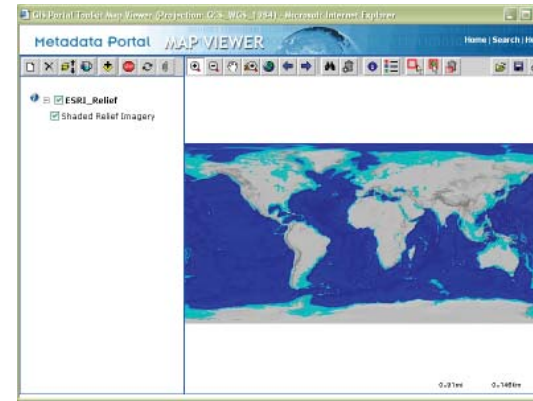 GIS Portal Toolkit Map Viewer (Projection: GCS_WGS_1984) - Microsoft Internet Explorer
Metadata Portal MAP VIEWER
Home | Search | H
ESRI_Relief
Shaded Relief Imagery